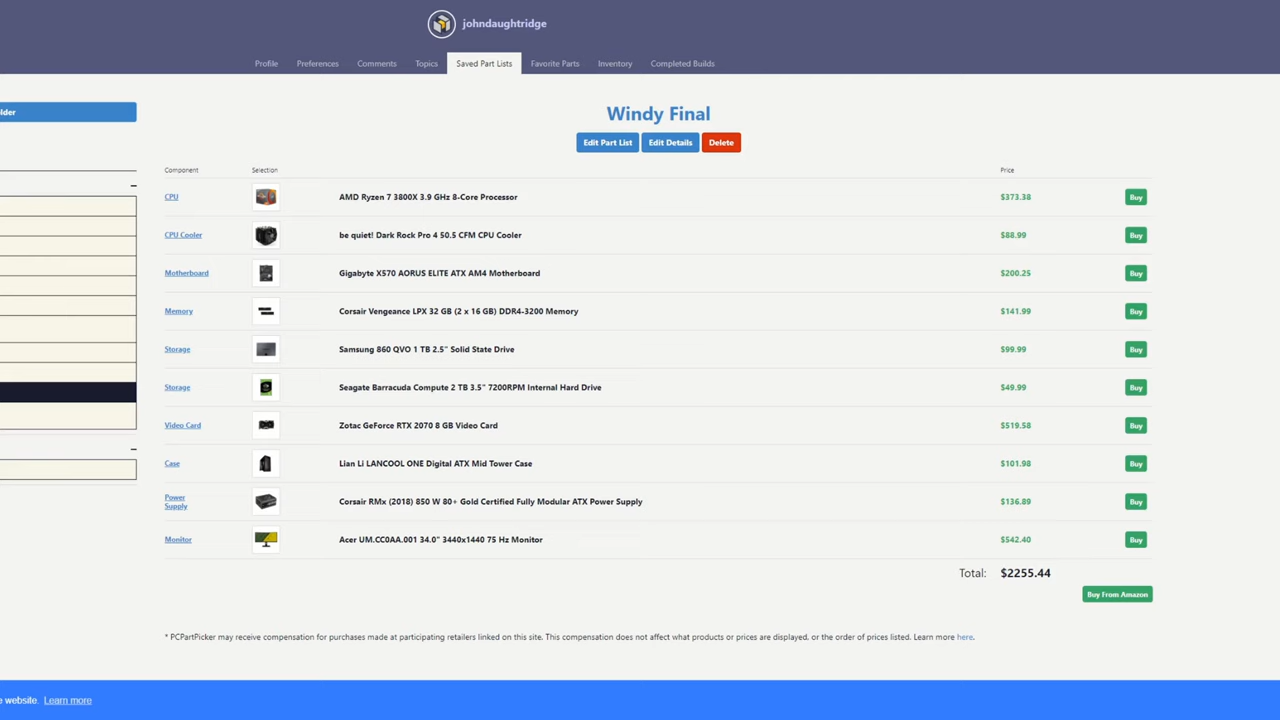 johndaughtridge
Profile Preferences Comments Topics Saved Part Lists Favorite Parts Inventory Completed Builds
lder
Windy Final
Edit Part List Edit Details Delete
Component Selection Price
CPU AMD Ryzen 7 3800X 3.9 GHz 8-Core Processor $373.38 Buy
CPU Cooler be quiet! Dark Rock Pro 4 50.5 CFM CPU Cooler $88.99 Buy
Motherboard Gigabyte X570 AORUS ELITE ATX AM4 Motherboard $200.25 Buy
Memory Corsair Vengeance LPX 32 GB (2 x 16 GB) DDR4-3200 Memory $141.99 Buy
Storage Samsung 860 QVO 1 TB 2.5" Solid State Drive $99.99 Buy
Storage Seagate Barracuda Compute 2 TB 3.5" 7200RPM Internal Hard Drive $49.99 Buy
Video Card Zotac GeForce RTX 2070 8 GB Video Card $519.58 Buy
Case Lian Li LANCOOL ONE Digital ATX Mid Tower Case $101.98 Buy
Power
Supply Corsair RMx (2018) 850 W 80+ Gold Certified Fully Modular ATX Power Supply $136.89 Buy
Monitor Acer UM.CC0AA.001 34.0" 3440x1440 75 Hz Monitor $542.40 Buy
Total: $2255.44
Buy From Amazon
* PCPartPicker may receive compensation for purchases made at participating retailers linked on this site. This compensation does not affect what products or prices are displayed, or the order of prices listed. Learn more here.
e website. Learn more